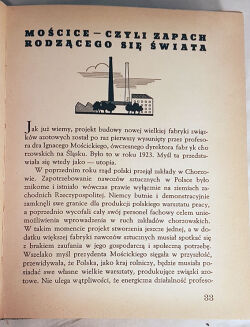 MOŚCICE — CZYLI ZAPACH
RODZĄCEGO SIĘ ŚWIATA
Jak już wiemy, projekt budowy nowej wielkiej fabryki związ-
ków azotowych został po raz pierwszy wysunięty przez profeso-
ra dra Ignacego Mościckiego, ówczesnego dyrektora fabryk cho
rzowskich na Śląsku. Było to w roku 1923. Myśl ta przedsta-
wiała się wtedy jako — utopia.
W poprzednim roku rząd polski przejął zakłady w Chorzo-
wie. Zapotrzebowanie nawozów sztucznych w Polsce było
znikome i istniało wówczas prawie wyłącznie na ziemiach za-
chodnich Rzeczypospolitej. Niemcy butnie i demonstracyjnie
zamknęli swe granice dla produkcji polskiego warsztatu pracy,
a poprzednio wycofali cały swój personel fachowy celem unie-
możliwienia wprowadzenia w ruch zakładów chorzowskich.
W takim momencie projekt stworzenia jeszcze jednej, a w do-
datku większej fabryki nawozów sztucznych musiał spotkać się
z brakiem zaufania w jego gospodarczą i społeczną potrzebę.
Wszelako myśl prezydenta Mościckiego sięgała w przyszłość,
przewidywała, że Polska, jako kraj rolniczy, będzie musiała po-
siadać swe własne wielkie warsztaty, produkujące związki azo-
towe. Nie ulega wątpliwości, że energiczna działalność profeso-
33